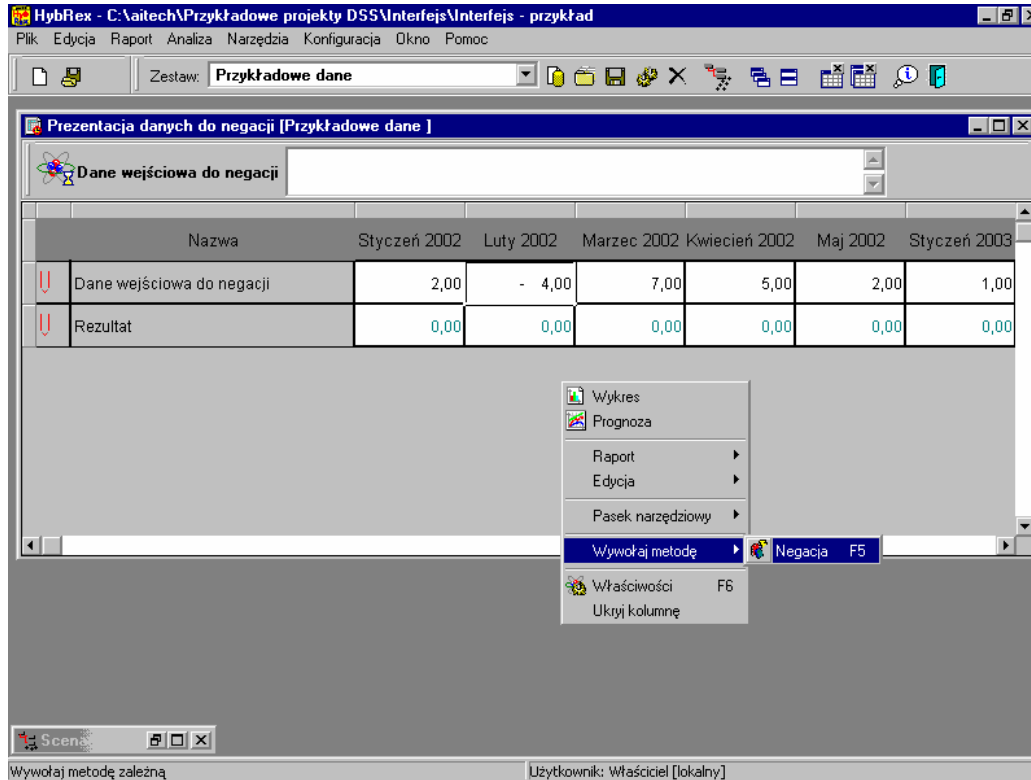 HybRex - C:\aitech\Przykładowe projekty DSS\Interfejs\Interfejs - przykład
Plik Edycja Raport Analiza Narzędzia Konfiguracja Okno Pomoc
Zestaw: Przykładowe dane
Prezentacja danych do negacji [Przykładowe dane ]
Dane wejściowa do negacji
Nazwa Styczeń 2002 Luty 2002 Marzec 2002 Kwiecień 2002 Maj 2002 Styczeń 2003
Dane wejściowa do negacji 2,00 - 4,00 7,00 5,00 2,00 1,00
Rezultat 0,00 0,00 0,00 0,00 0,00 0,00
Wykres
Prognoza
Raport
Edycja
Pasek narzędziowy
Wywołaj metodę Negacja F5
Właściwości F6
Ukryj kolumnę
Scena
Wywołaj metodę zależną Użytkownik: Właściciel [lokalny]